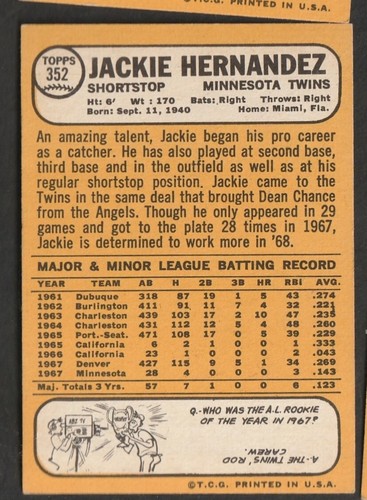 ©T.C.G. PRINTED IN U.S.A.
TOPPS
352
JACKIE HERNANDEZ
SHORTSTOP MINNESOTA TWINS
Ht: 6' Wt: 170 Bats: Right Throws: Right
Born: Sept. 11, 1940 Home: Miami, Fla.
An amazing talent, Jackie began his pro career
as a catcher. He has also played at second base,
third base and in the outfield as well as at his
regular shortstop position. Jackie came to the
Twins in the same deal that brought Dean Chance
from the Angels. Though he only appeared in 29
games and got to the plate 28 times in 1967,
Jackie is determined to work more in '68.
MAJOR & MINOR LEAGUE BATTING RECORD
YEAR TEAM AB H 2B 3B HR RBI AVG.
1961 Dubuque 318 87 19 1 5 43 .274
1962 Burlington 411 91 11 7 4 32 .221
1963 Charleston 439 103 17 2 10 47 .235
1964 Charleston 431 112 12 5 4 48 .260
1965 Port.-Seat. 471 108 17 0 5 39 .229
1965 California 6 2 1 0 0 1 .333
1966 California 23 1 0 0 0 2 .043
1967 Denver 427 115 9 5 1 34 .269
1967 Minnesota 28 4 0 0 0 3 .143
Maj. Totals 3 Yrs. 57 7 1 0 0 6 .123
Q.-WHO WAS THE A.L. ROOKIE
OF THE YEAR IN 1967?
A.-THE TWINS' ROD
CAREW.
©T.C.G. PRINTED IN U.S.A.